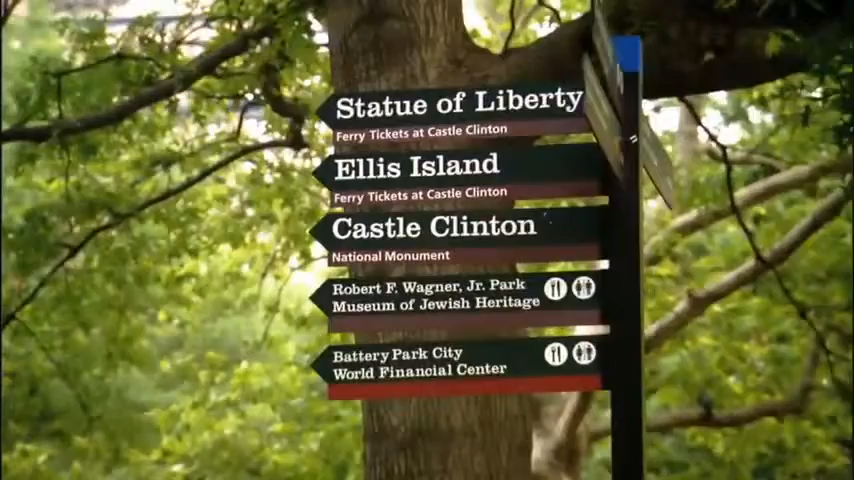 Statue of Liberty
Ferry Tickets at Castle Clinton
Ellis Island
Ferry Tickets at Castle Clinton
Castle Clinton
National Monument
Robert F. Wagner, Jr. Park
Museum of Jewish Heritage
Battery Park City
World Financial Center